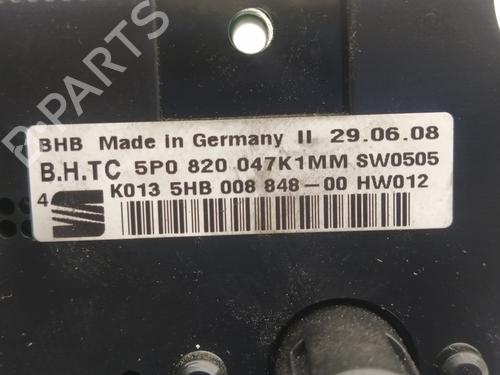 BHB Made in Germany II 29.06.08
B.H.TC 5P0 820 047K1MM SW0505
K013 5HB 008 848-00 HW012
4
B-PARTS